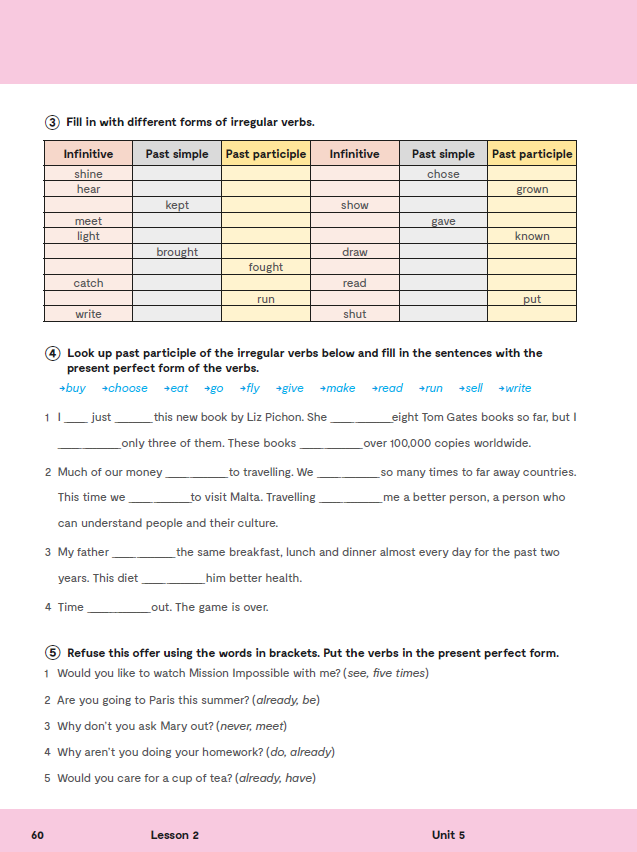 3 Fill in with different forms of irregular verbs.
Infinitive Past simple Past participle Infinitive Past simple Past participle
shine chose
hear grown
kept show
meet gave
light known
brought draw
fought
catch read
run put
write shut
4 Look up past participle of the irregular verbs below and fill in the sentences with the
present perfect form of the verbs.
→buy →choose →eat →go →fly →give →make →read →run →sell →write
1 I ____ just ______this new book by Liz Pichon. She __________eight Tom Gates books so far, but I
__________only three of them. These books __________over 100,000 copies worldwide.
2 Much of our money __________to travelling. We __________so many times to far away countries.
This time we __________to visit Malta. Travelling __________me a better person, a person who
can understand people and their culture.
3 My father __________the same breakfast, lunch and dinner almost every day for the past two
years. This diet __________him better health.
4 Time __________out. The game is over.
5 Refuse this offer using the words in brackets. Put the verbs in the present perfect form.
1 Would you like to watch Mission Impossible with me? (see, five times)
2 Are you going to Paris this summer? (already, be)
3 Why don't you ask Mary out? (never, meet)
4 Why aren't you doing your homework? (do, already)
5 Would you care for a cup of tea? (already, have)
60 Lesson 2 Unit 5